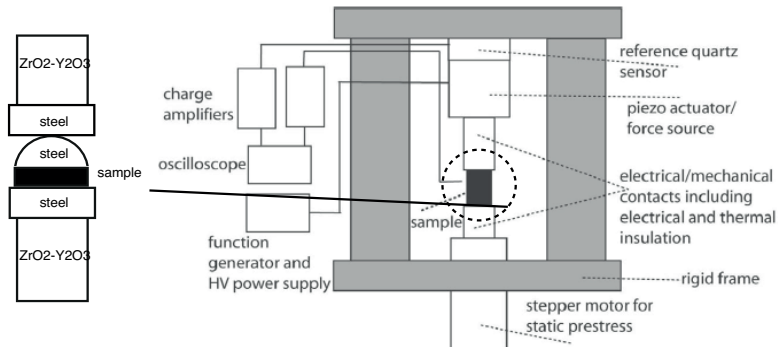 ZrO2-Y2O3
steel
steel
sample
steel
ZrO2-Y2O3
charge
amplifiers
oscilloscope
function
generator and
HV power supply
sample
reference quartz
sensor
piezo actuator/
force source
electrical/mechanical
contacts including
electrical and thermal
insulation
rigid frame
stepper motor for
static prestress